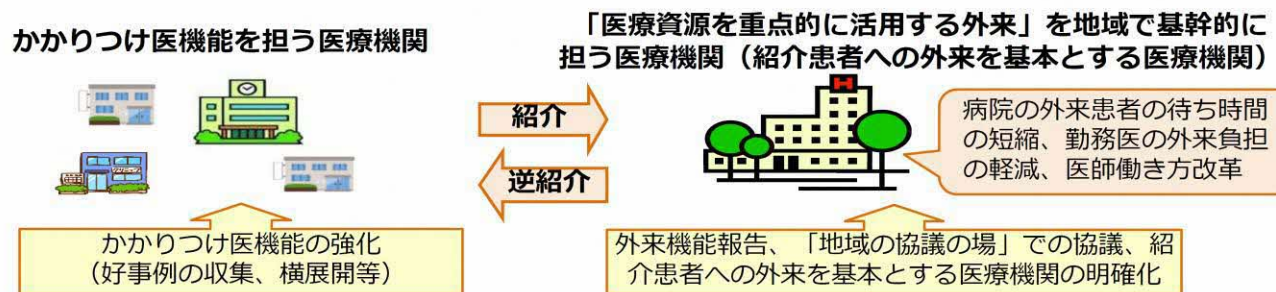 かかりつけ医機能を担う医療機関
「医療資源を重点的に活用する外来」を地域で基幹的に
担う医療機関（紹介患者への外来を基本とする医療機関）
紹介
逆紹介
病院の外来患者の待ち時間
の短縮、勤務医の外来負担
の軽減、医師働き方改革
かかりつけ医機能の強化
（好事例の収集、横展開等）
外来機能報告、「地域の協議の場」での協議、紹
介患者への外来を基本とする医療機関の明確化
H